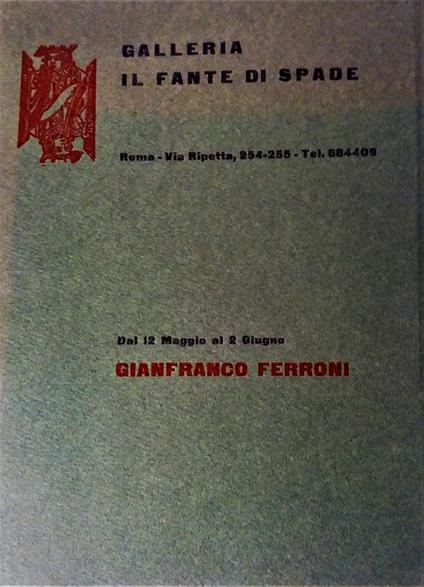 GALLERIA
IL FANTE DI SPADE
Roma - Via Ripetta, 254-255 - Tel. 684409
Dal 12 Maggio al 2 Giugno
GIANFRANCO FERRONI